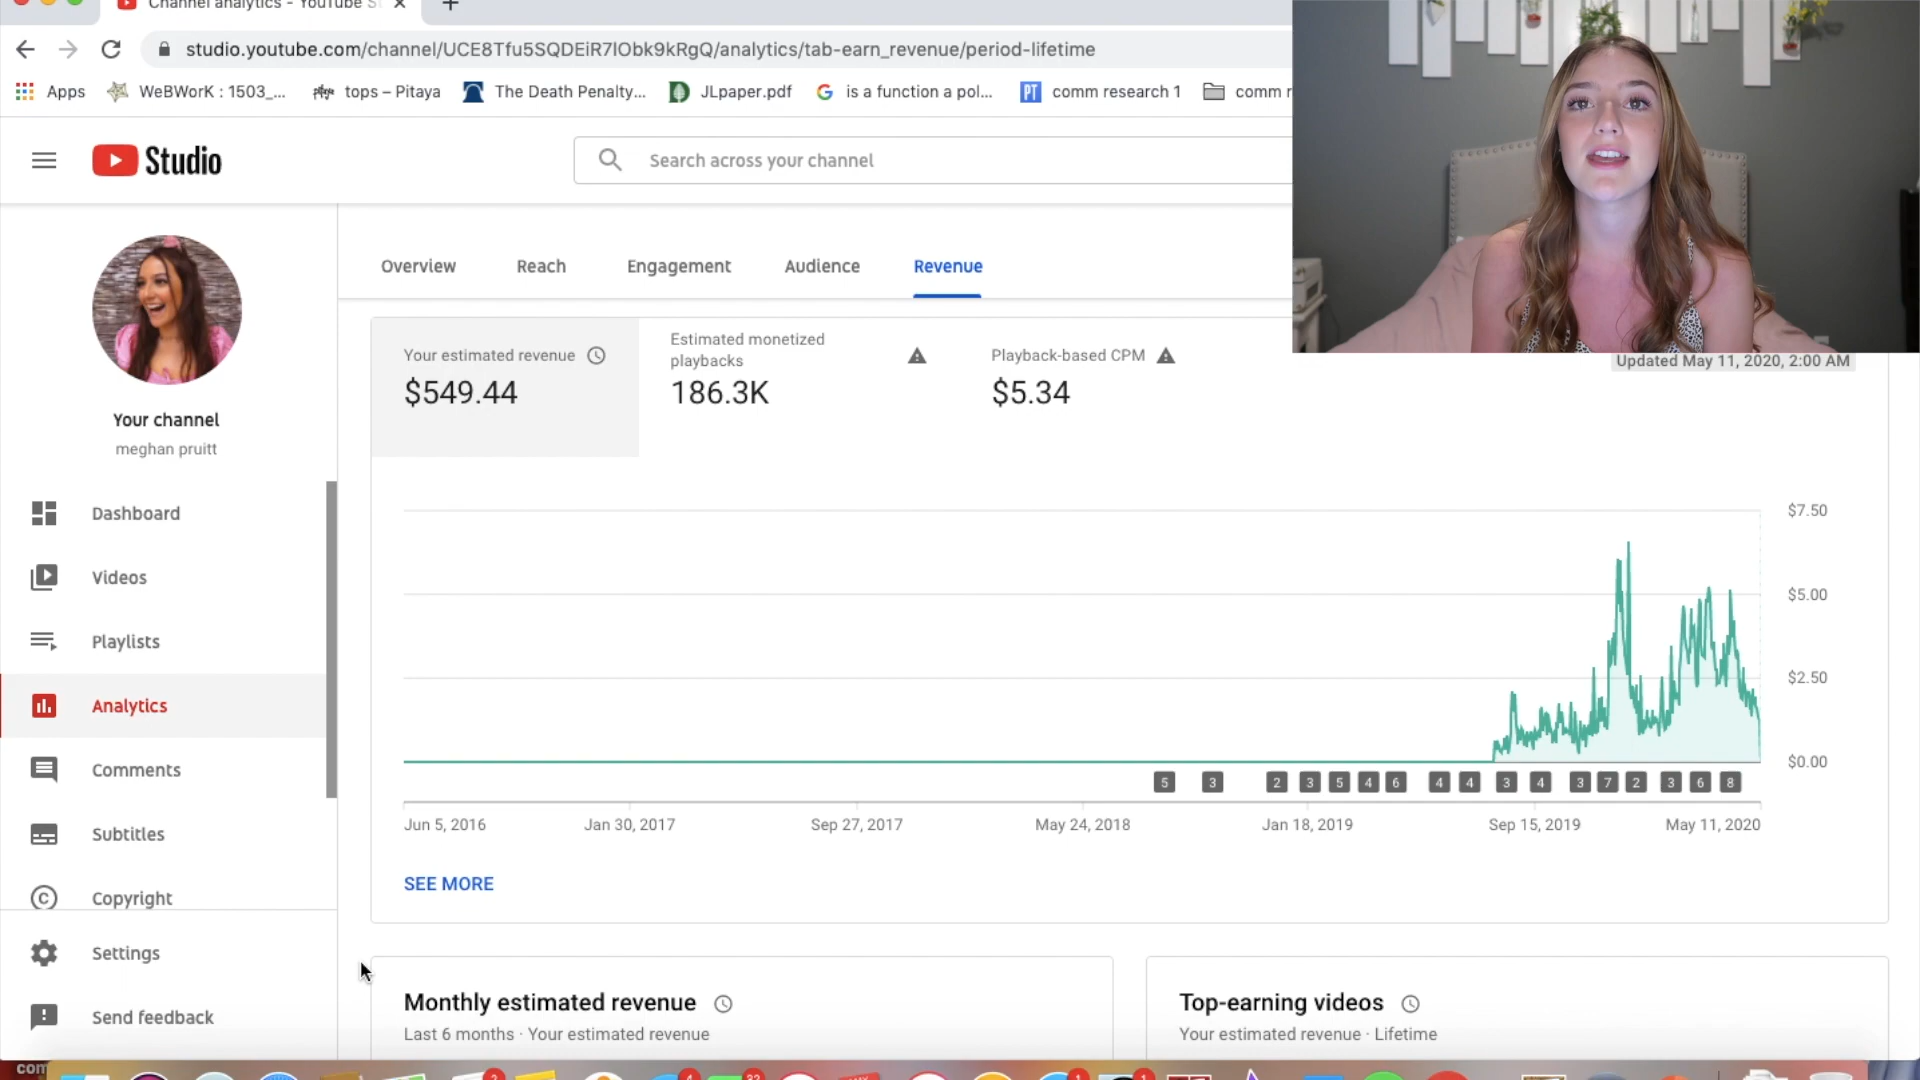 Channel analytics - YouTube S
studio.youtube.com/channel/UCE8Tfu5SQDEiR7IObk9kRgQ/analytics/tab-earn_revenue/period-lifetime
Apps
WeBWorK : 1503_...
tops – Pitaya
The Death Penalty...
JLpaper.pdf
is a function a pol...
PT
comm research 1
comm r
Studio
Search across your channel
Overview
Reach
Engagement
Audience
Revenue
Your channel
meghan pruitt
Dashboard
Videos
Playlists
Analytics
Comments
Subtitles
Copyright
Settings
Send feedback
Updated May 11, 2020, 2:00 AM
Your estimated revenue
$549.44
Estimated monetized
playbacks
186.3K
Playback-based CPM
$5.34
$7.50
$5.00
$2.50
$0.00
5 3 2 3 5 4 6 4 4 3 4 3 7 2 3 6 8
Jun 5, 2016
Jan 30, 2017
Sep 27, 2017
May 24, 2018
Jan 18, 2019
Sep 15, 2019
May 11, 2020
SEE MORE
Monthly estimated revenue
Last 6 months · Your estimated revenue
Top-earning videos
Your estimated revenue · Lifetime
com